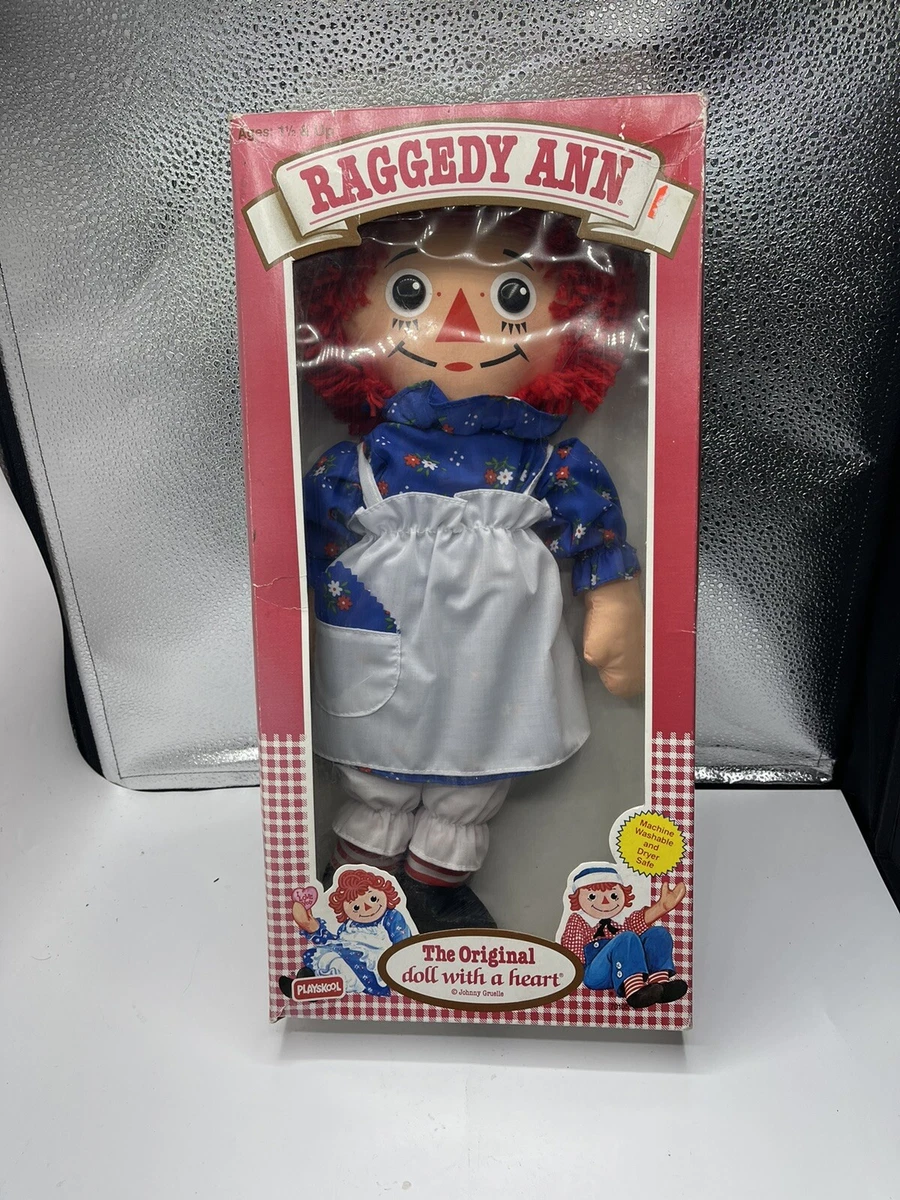 Ages: 1½ & Up
RAGGEDY ANN®
Machine
Washable
and
Dryer
Safe
The Original
doll with a heart®
© Johnny Gruelle
PLAYSKOOL